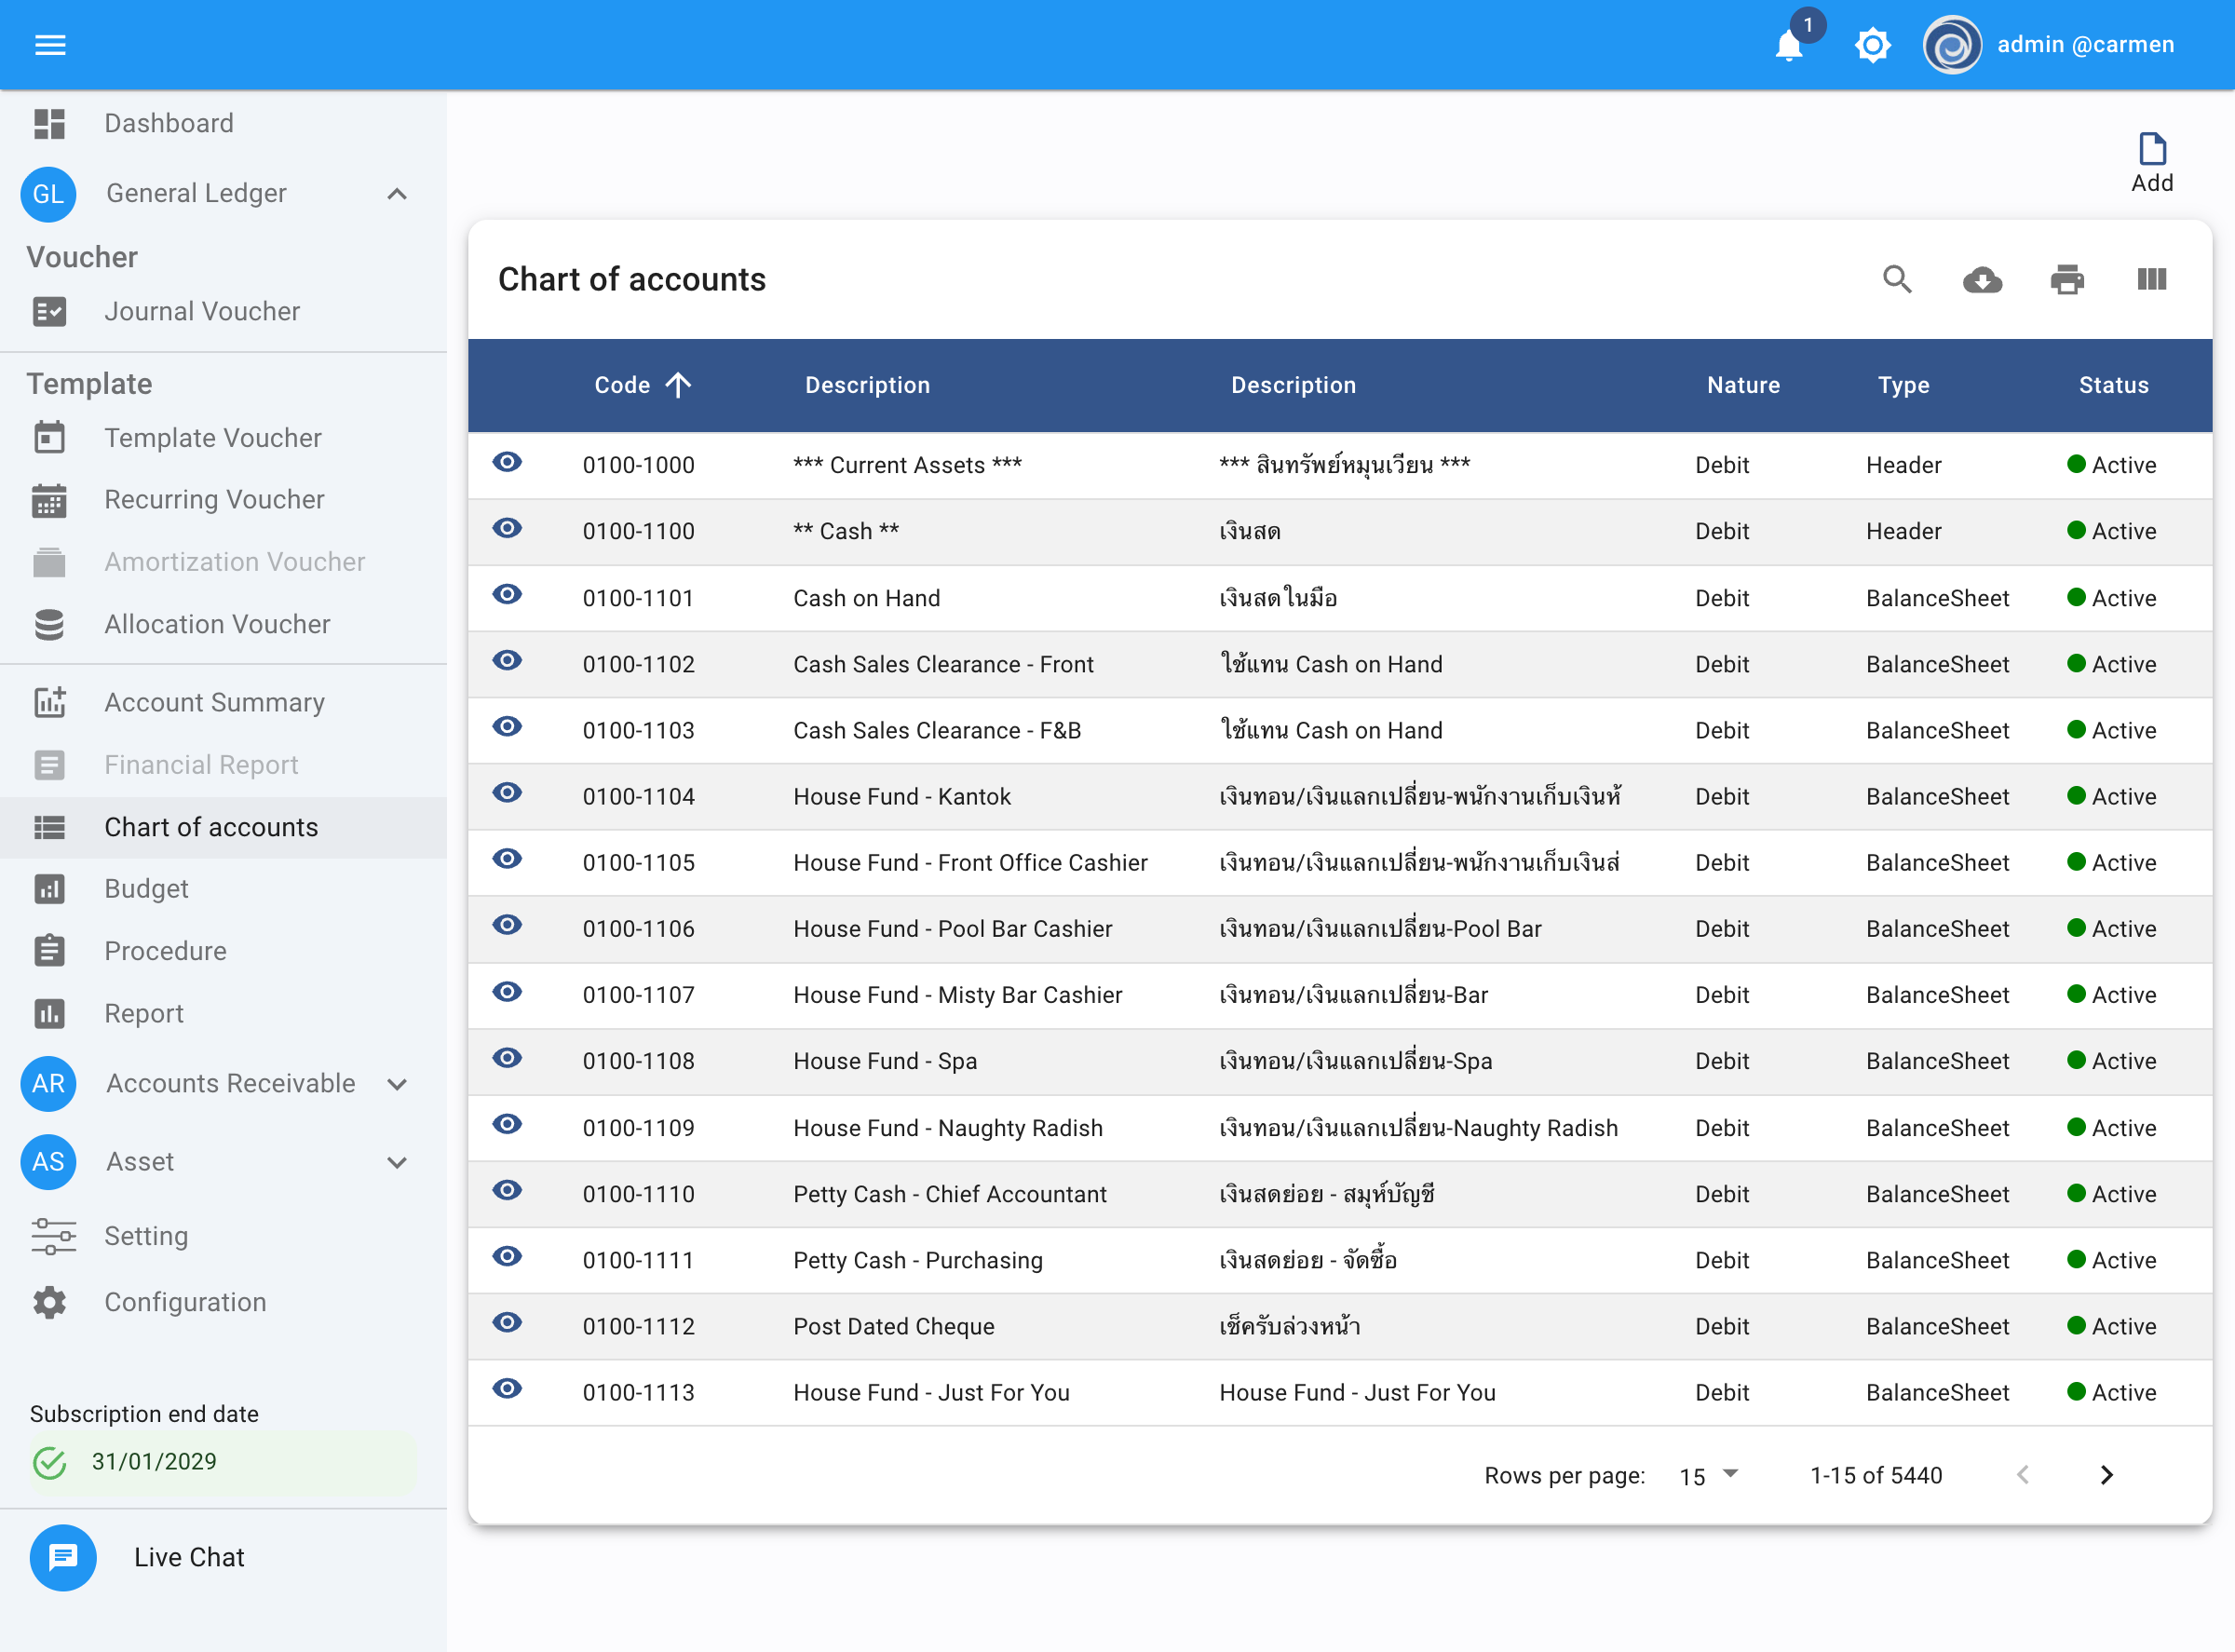 1
admin @carmen
Dashboard
GL General Ledger
Voucher
Journal Voucher
Template
Template Voucher
Recurring Voucher
Amortization Voucher
Allocation Voucher
Account Summary
Financial Report
Chart of accounts
Budget
Procedure
Report
AR Accounts Receivable
AS Asset
Setting
Configuration
Subscription end date
31/01/2029
Live Chat
Add
Chart of accounts
Code Description Description Nature Type Status
0100-1000 *** Current Assets *** *** สินทรัพย์หมุนเวียน *** Debit Header Active
0100-1100 ** Cash ** เงินสด Debit Header Active
0100-1101 Cash on Hand เงินสดในมือ Debit BalanceSheet Active
0100-1102 Cash Sales Clearance - Front ใช้แทน Cash on Hand Debit BalanceSheet Active
0100-1103 Cash Sales Clearance - F&B ใช้แทน Cash on Hand Debit BalanceSheet Active
0100-1104 House Fund - Kantok เงินทอน/เงินแลกเปลี่ยน-พนักงานเก็บเงินห้ Debit BalanceSheet Active
0100-1105 House Fund - Front Office Cashier เงินทอน/เงินแลกเปลี่ยน-พนักงานเก็บเงินส่ Debit BalanceSheet Active
0100-1106 House Fund - Pool Bar Cashier เงินทอน/เงินแลกเปลี่ยน-Pool Bar Debit BalanceSheet Active
0100-1107 House Fund - Misty Bar Cashier เงินทอน/เงินแลกเปลี่ยน-Bar Debit BalanceSheet Active
0100-1108 House Fund - Spa เงินทอน/เงินแลกเปลี่ยน-Spa Debit BalanceSheet Active
0100-1109 House Fund - Naughty Radish เงินทอน/เงินแลกเปลี่ยน-Naughty Radish Debit BalanceSheet Active
0100-1110 Petty Cash - Chief Accountant เงินสดย่อย - สมุห์บัญชี Debit BalanceSheet Active
0100-1111 Petty Cash - Purchasing เงินสดย่อย - จัดซื้อ Debit BalanceSheet Active
0100-1112 Post Dated Cheque เช็ครับล่วงหน้า Debit BalanceSheet Active
0100-1113 House Fund - Just For You House Fund - Just For You Debit BalanceSheet Active
Rows per page: 15 1-15 of 5440